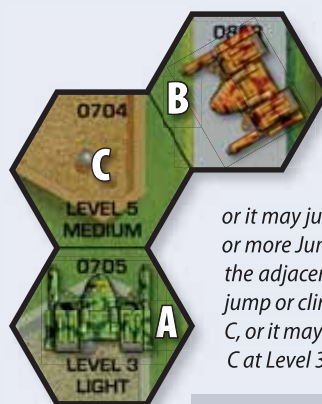 B
0704
C
LEVEL 5
MEDIUM
0705
A
LEVEL 3
LIGHT
or it may ju
or more Jur
the adjacen
jump or clin
C, or it may
C at Level 3